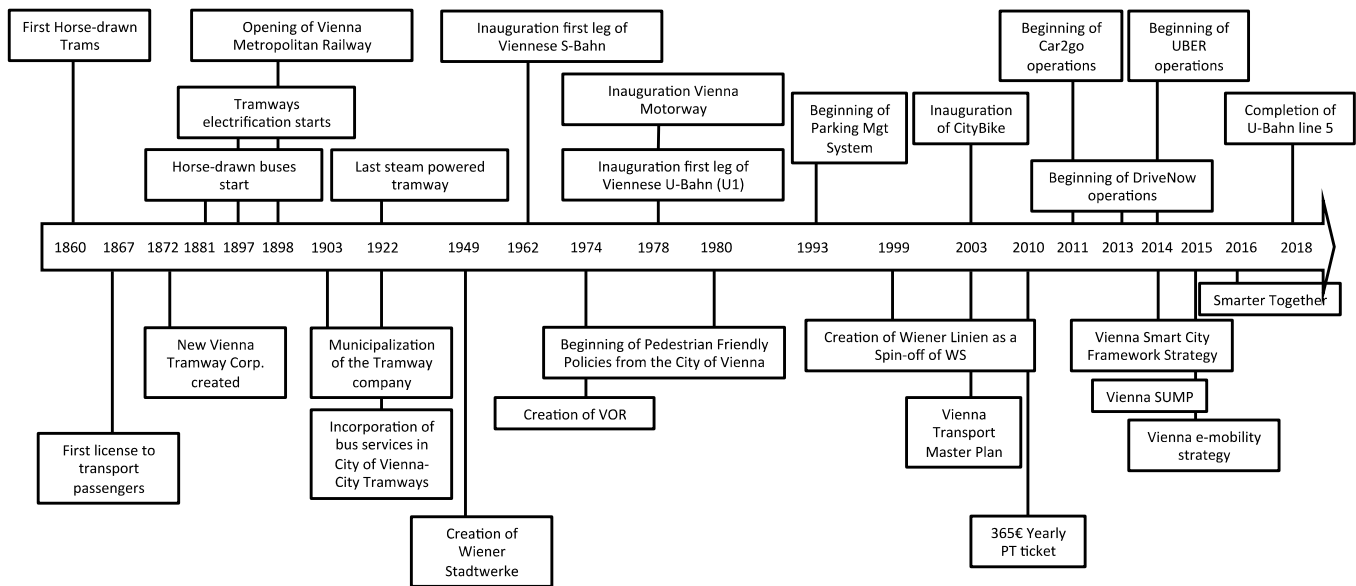 First Horse-drawn
Trams
Opening of Vienna
Metropolitan Railway
Inauguration first leg of
Viennese S-Bahn
Beginning of
Car2go
operations
Beginning of
UBER
operations
Tramways
electrification starts
Inauguration Vienna
Motorway
Beginning of
Parking Mgt
System
Inauguration
of CityBike
Completion of
U-Bahn line 5
Horse-drawn buses
start
Last steam powered
tramway
Inauguration first leg of
Viennese U-Bahn (U1)
Beginning of DriveNow
operations
1860 1867 1872 1881 1897 1898 1903 1922 1949 1962 1974 1978 1980 1993 1999 2003 2010 2011 2013 2014 2015 2016 2018
Smarter Together
New Vienna
Tramway Corp.
created
Municipalization
of the Tramway
company
Beginning of Pedestrian Friendly
Policies from the City of Vienna
Creation of Wiener Linien as a
Spin-off of WS
Vienna Smart City
Framework Strategy
Vienna SUMP
Creation of VOR
First license to
transport
passengers
Incorporation of
bus services in
City of Vienna-
City Tramways
Vienna
Transport
Master Plan
Vienna e-mobility
strategy
Creation of
Wiener
Stadtwerke
365€ Yearly
PT ticket